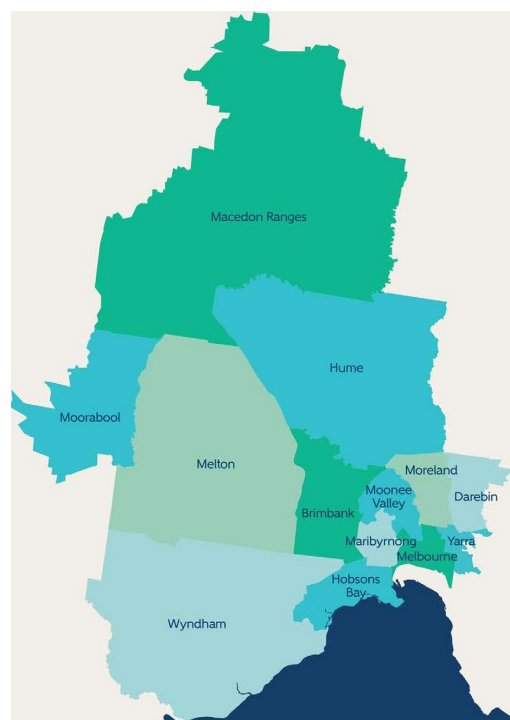 Macedon Ranges
Hume
Moorabool
Melton
Moreland
Moonee
Valley
Darebin
Brimbank
Maribyrnong
Yarra
Melbourne
Hobsons
Bay
Wyndham